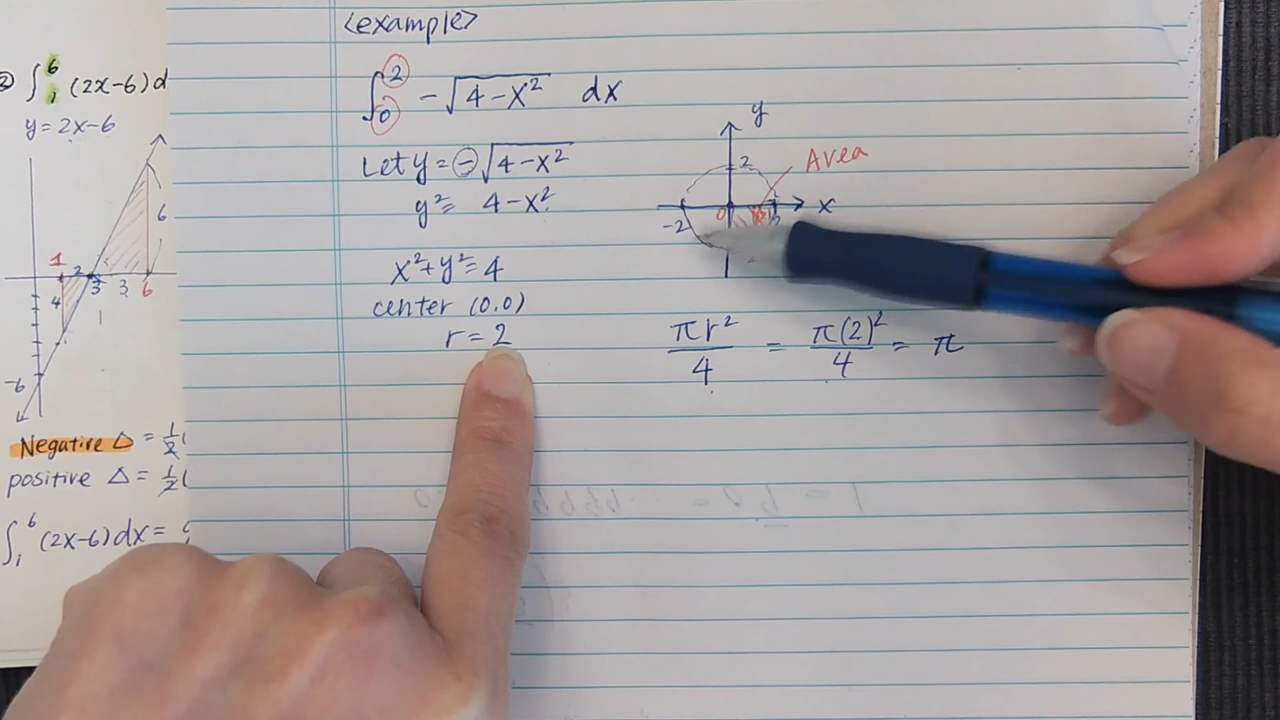 ② ∫₁⁶ (2x-6)d
y=2x-6
6
1 2 3 3 6
4
-6
Negative △ = 1/2(
positive △ = 1/2(
∫₁⁶ (2x-6)dx=
<example>
∫₀² -√(4-x²) dx
Let y = -√(4-x²)
y² = 4-x²
x²+y²=4
center (0.0)
r=2
y
2
Area
-2 0 x
πr²/4 = π(2)²/4 = π